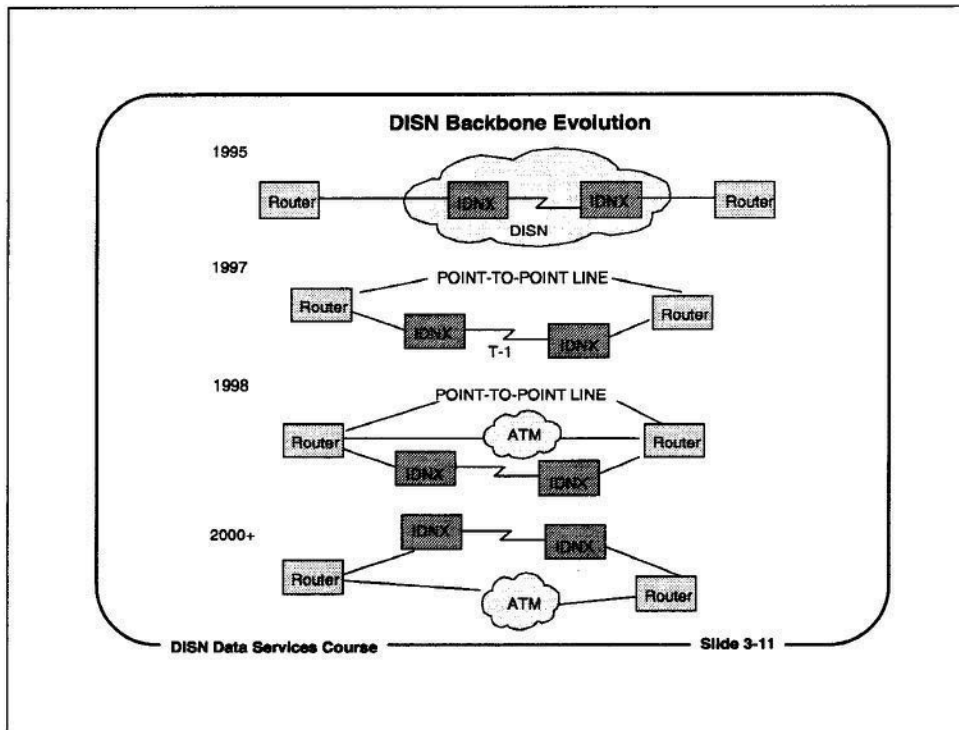 DISN Backbone Evolution
1995
Router
IDNX
IDNX
Router
DISN
1997
POINT-TO-POINT LINE
Router
Router
IDNX
IDNX
T-1
1998
POINT-TO-POINT LINE
Router
ATM
Router
IDNX
IDNX
2000+
IDNX
IDNX
Router
Router
ATM
DISN Data Services Course
Slide 3-11